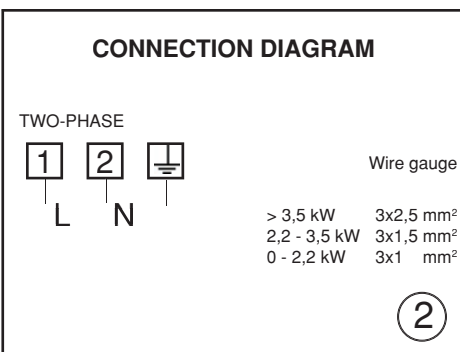 CONNECTION DIAGRAM
TWO-PHASE
1 2
L N
Wire gauge
> 3,5 kW 3x2,5 mm²
2,2 - 3,5 kW 3x1,5 mm²
0 - 2,2 kW 3x1 mm²
2